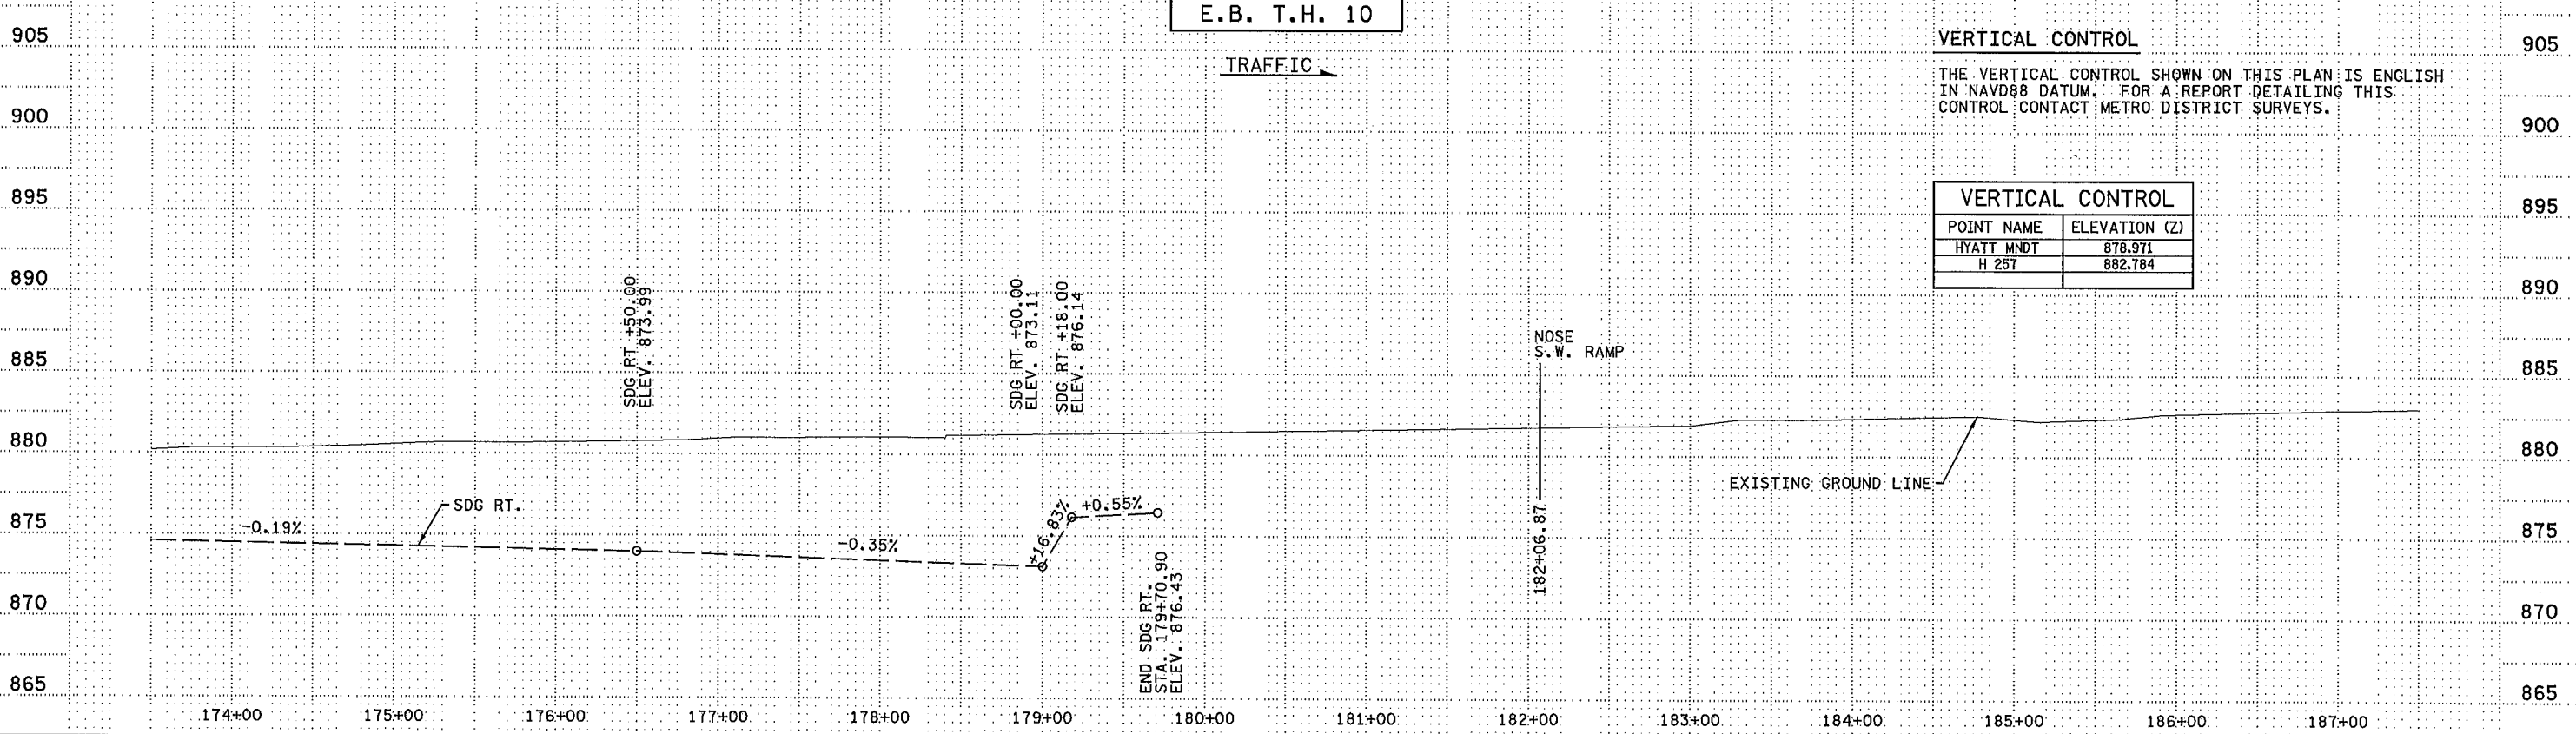 E.B. T.H. 10
TRAFFIC
VERTICAL CONTROL
THE VERTICAL CONTROL SHOWN ON THIS PLAN IS ENGLISH
IN NAVD88 DATUM. FOR A REPORT DETAILING THIS
CONTROL CONTACT METRO DISTRICT SURVEYS.
VERTICAL CONTROL
POINT NAME ELEVATION (Z)
HYATT MNDT 878.971
H 257 882.784
905
900
895
890
885
880
875
870
865
SDG RT +50.00
ELEV. 873.99
SDG RT +00.00
ELEV. 873.11
SDG RT +18.00
ELEV. 876.14
NOSE
S.W. RAMP
182+06.87
EXISTING GROUND LINE
SDG RT.
-0.19%
-0.35%
+16.83%
+0.55%
END SDG RT.
STA. 179+70.90
ELEV. 876.43
905
900
895
890
885
880
875
870
865
174+00 175+00 176+00 177+00 178+00 179+00 180+00 181+00 182+00 183+00 184+00 185+00 186+00 187+00